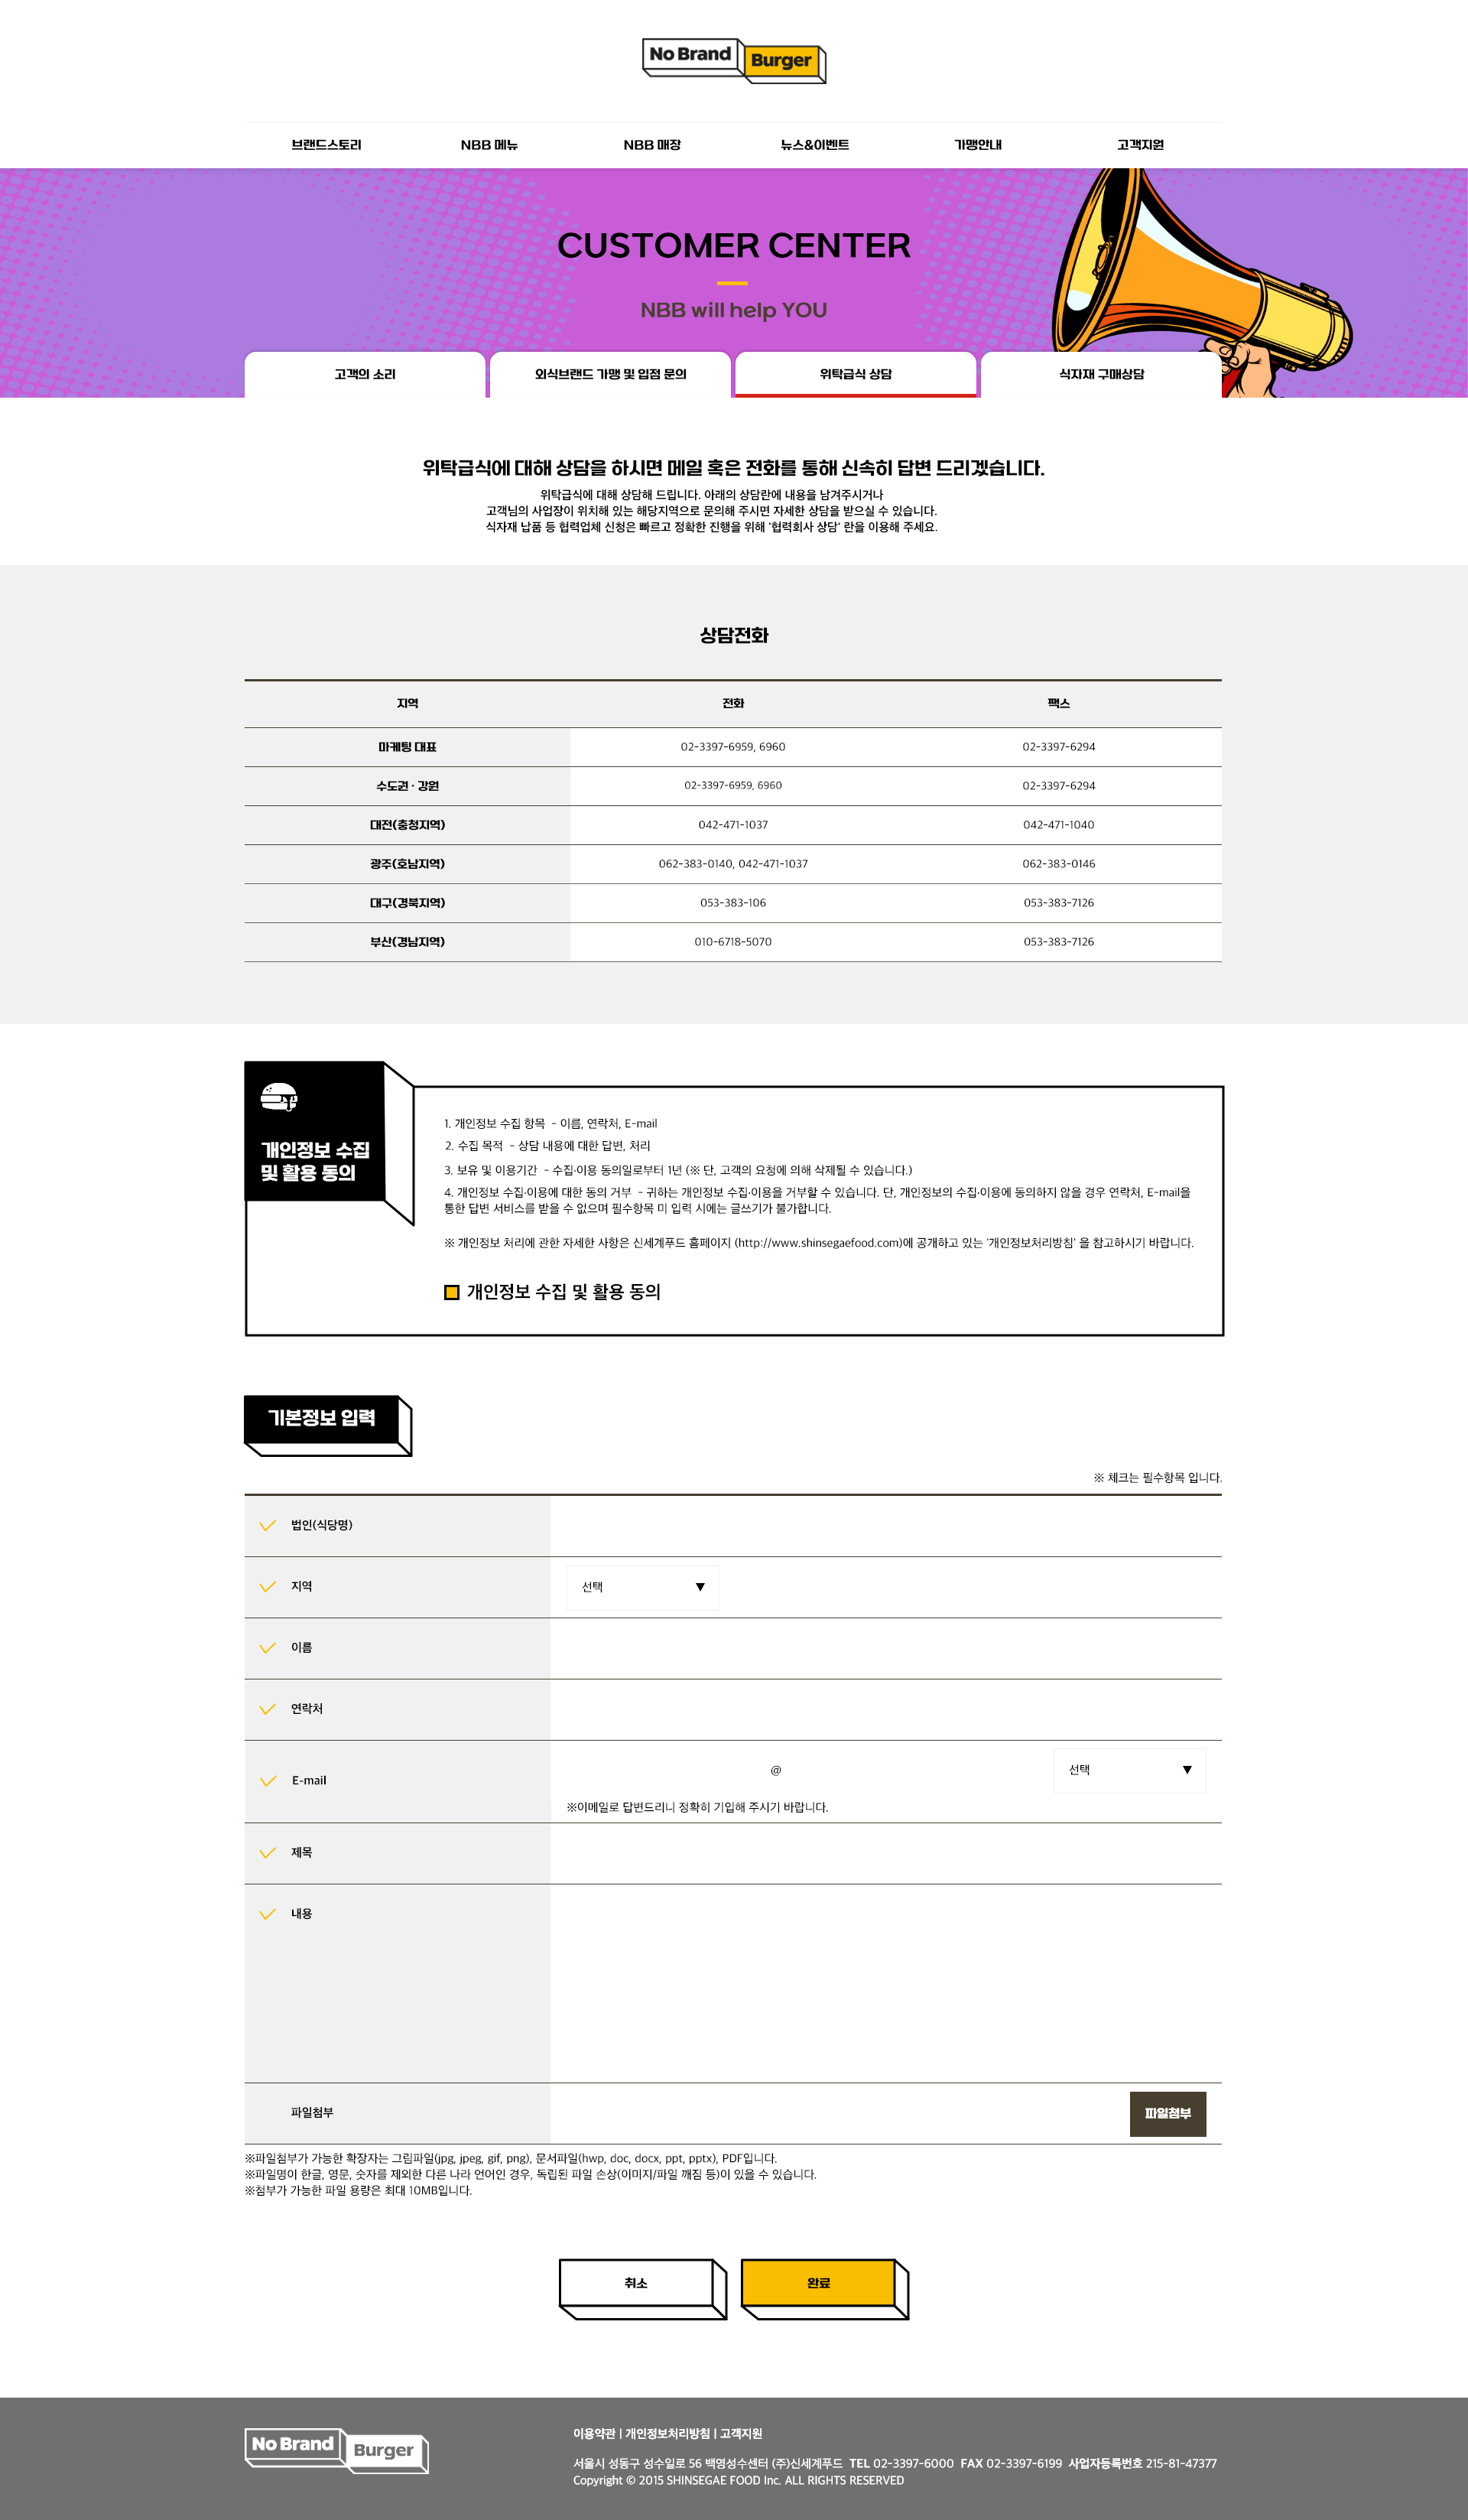 No Brand Burger
브랜드스토리 NBB 메뉴 NBB 매장 뉴스&이벤트 가맹안내 고객지원
CUSTOMER CENTER
NBB will help YOU
고객의 소리 외식브랜드 가맹 및 입점 문의 위탁급식 상담 식자재 구매상담
위탁급식에 대해 상담을 하시면 메일 혹은 전화를 통해 신속히 답변 드리겠습니다.
위탁급식에 대해 상담해 드립니다. 아래의 상담란에 내용을 남겨주시거나
고객님의 사업장이 위치해 있는 해당지역으로 문의해 주시면 자세한 상담을 받으실 수 있습니다.
식자재 납품 등 협력업체 신청은 빠르고 정확한 진행을 위해 '협력회사 상담' 란을 이용해 주세요.
상담전화
지역 전화 팩스
마케팅 대표 02-3397-6959, 6960 02-3397-6294
수도권 · 강원 02-3397-6959, 6960 02-3397-6294
대전(충청지역) 042-471-1037 042-471-1040
광주(호남지역) 062-383-0140, 042-471-1037 062-383-0146
대구(경북지역) 053-383-106 053-383-7126
부산(경남지역) 010-6718-5070 053-383-7126
개인정보 수집
및 활용 동의
1. 개인정보 수집 항목 - 이름, 연락처, E-mail
2. 수집 목적 - 상담 내용에 대한 답변, 처리
3. 보유 및 이용기간 - 수집·이용 동의일로부터 1년 (※ 단, 고객의 요청에 의해 삭제될 수 있습니다.)
4. 개인정보 수집·이용에 대한 동의 거부 - 귀하는 개인정보 수집·이용을 거부할 수 있습니다. 단, 개인정보의 수집·이용에 동의하지 않을 경우 연락처, E-mail을
통한 답변 서비스를 받을 수 없으며 필수항목 미 입력 시에는 글쓰기가 불가합니다.
※ 개인정보 처리에 관한 자세한 사항은 신세계푸드 홈페이지 (http://www.shinsegaefood.com)에 공개하고 있는 '개인정보처리방침' 을 참고하시기 바랍니다.
개인정보 수집 및 활용 동의
기본정보 입력
※ 체크는 필수항목 입니다.
법인(식당명)
지역 선택 ▼
이름
연락처
E-mail @ 선택 ▼
※이메일로 답변드리니 정확히 기입해 주시기 바랍니다.
제목
내용
파일첨부 파일첨부
※파일첨부가 가능한 확장자는 그림파일(jpg, jpeg, gif, png), 문서파일(hwp, doc, docx, ppt, pptx), PDF입니다.
※파일명이 한글, 영문, 숫자를 제외한 다른 나라 언어인 경우, 독립된 파일 손상(이미지/파일 깨짐 등)이 있을 수 있습니다.
※첨부가 가능한 파일 용량은 최대 10MB입니다.
취소 완료
No Brand Burger
이용약관 | 개인정보처리방침 | 고객지원
서울시 성동구 성수일로 56 백영성수센터 (주)신세계푸드 TEL 02-3397-6000 FAX 02-3397-6199 사업자등록번호 215-81-47377
Copyright © 2015 SHINSEGAE FOOD Inc. ALL RIGHTS RESERVED